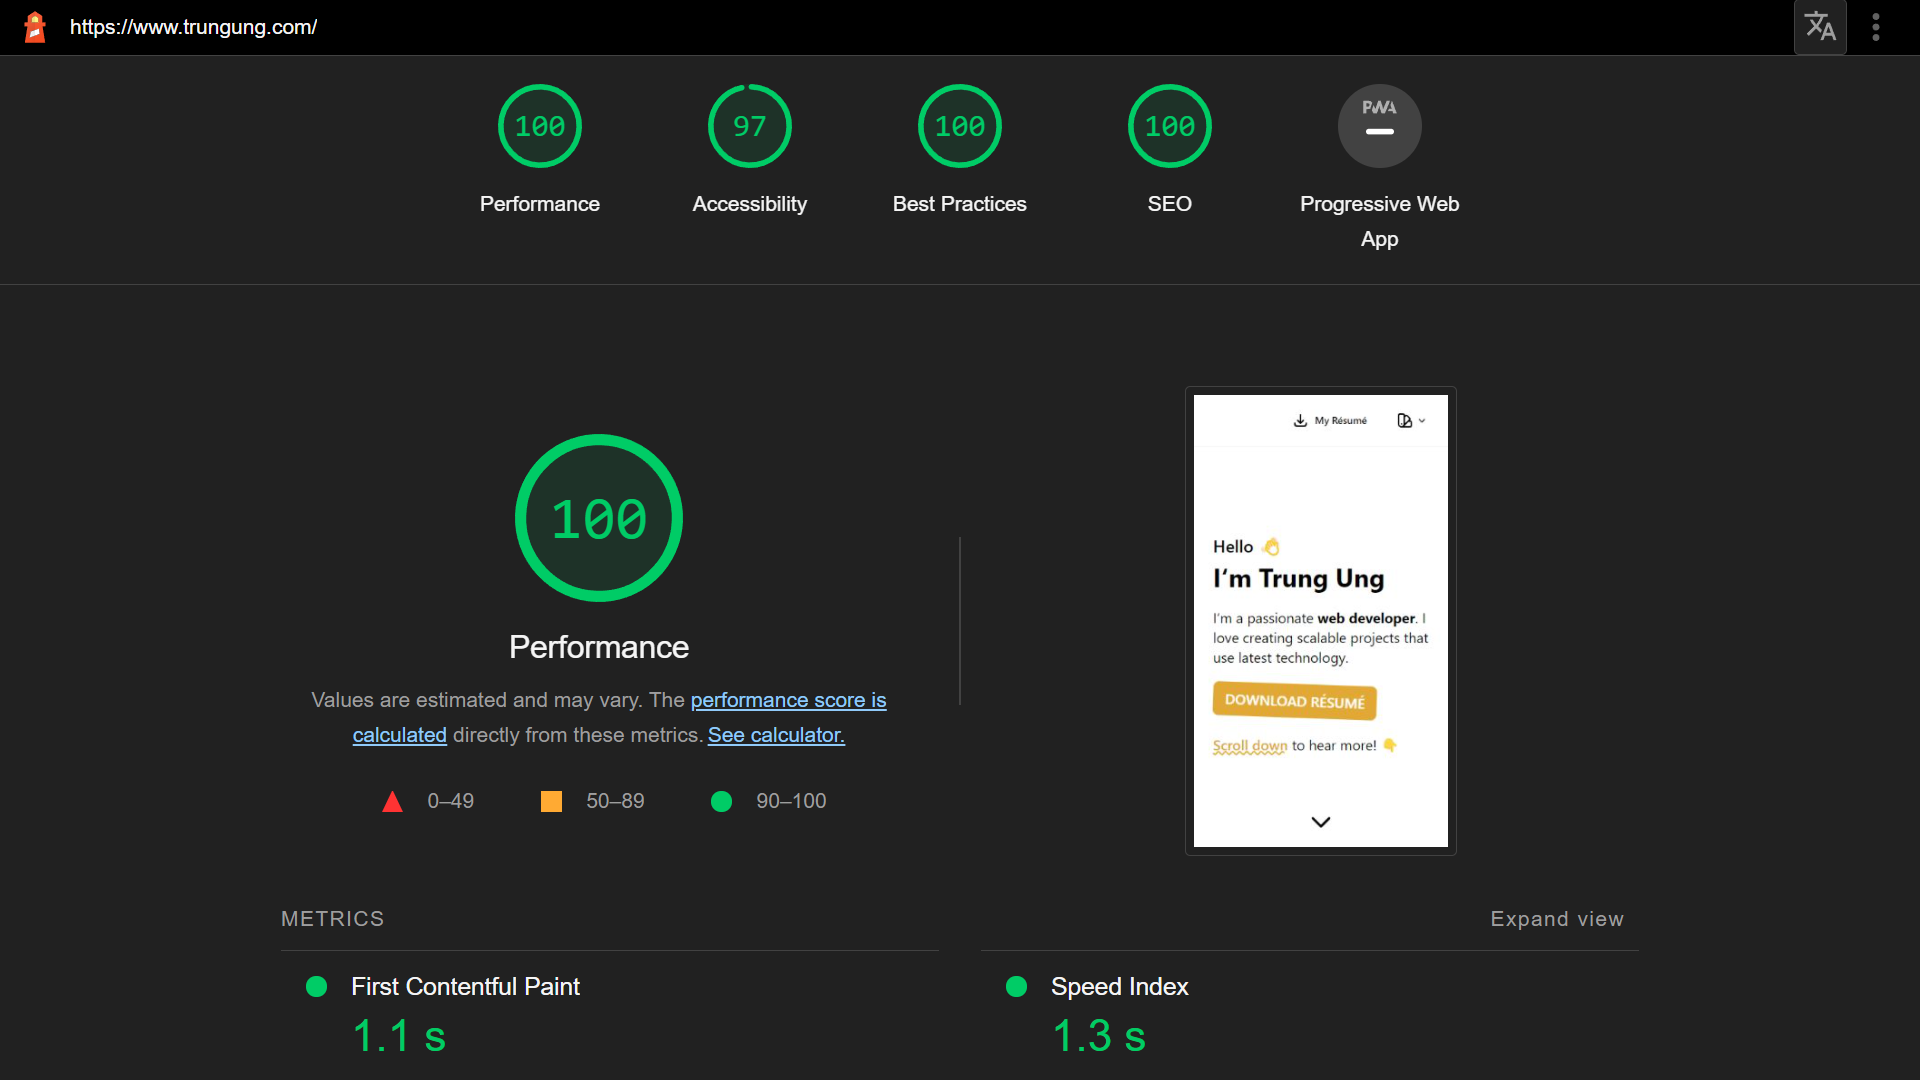 https://www.trungung.com/
100
97
100
100
PWA
Performance
Accessibility
Best Practices
SEO
Progressive Web
App
100
Performance
Values are estimated and may vary. The performance score is
calculated directly from these metrics. See calculator.
0–49
50–89
90–100
My Résumé
Hello 👋
I‘m Trung Ung
I'm a passionate web developer. I
love creating scalable projects that
use latest technology.
DOWNLOAD RÉSUMÉ
Scroll down to hear more! 👇
METRICS
Expand view
First Contentful Paint
1.1 s
Speed Index
1.3 s